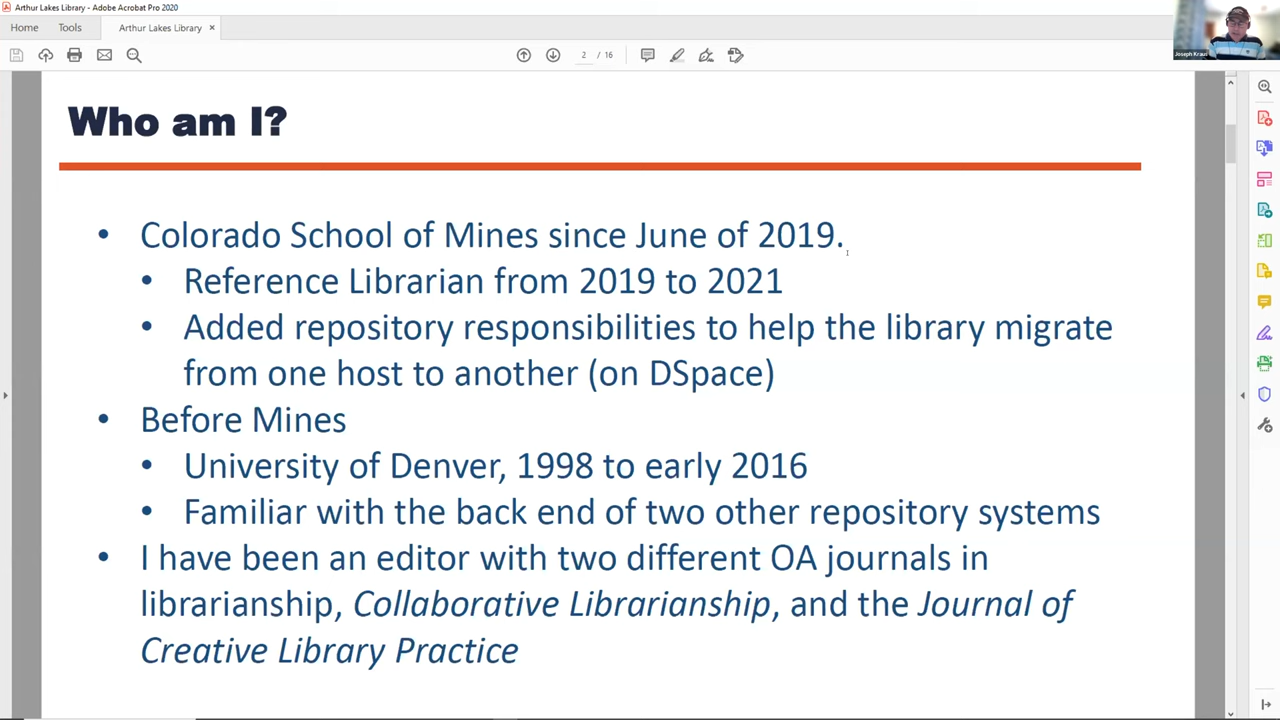 Arthur Lakes Library - Adobe Acrobat Pro 2020
Home Tools Arthur Lakes Library ×
2 / 16
Joseph Kraus
Who am I?
• Colorado School of Mines since June of 2019.
• Reference Librarian from 2019 to 2021
• Added repository responsibilities to help the library migrate
from one host to another (on DSpace)
• Before Mines
• University of Denver, 1998 to early 2016
• Familiar with the back end of two other repository systems
• I have been an editor with two different OA journals in
librarianship, Collaborative Librarianship, and the Journal of
Creative Library Practice